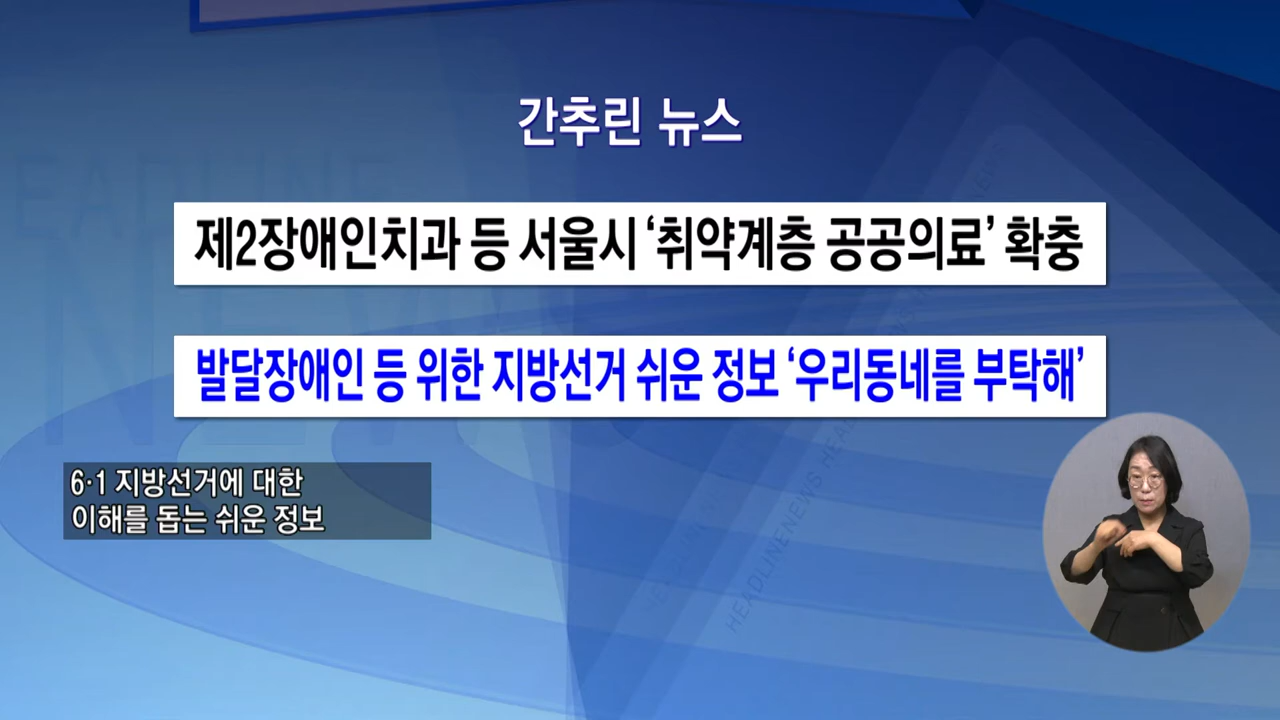 간추린 뉴스
제2장애인치과 등 서울시 ‘취약계층 공공의료’ 확충
발달장애인 등 위한 지방선거 쉬운 정보 ‘우리동네를 부탁해’
6·1 지방선거에 대한
이해를 돕는 쉬운 정보
HEADLINENEWS